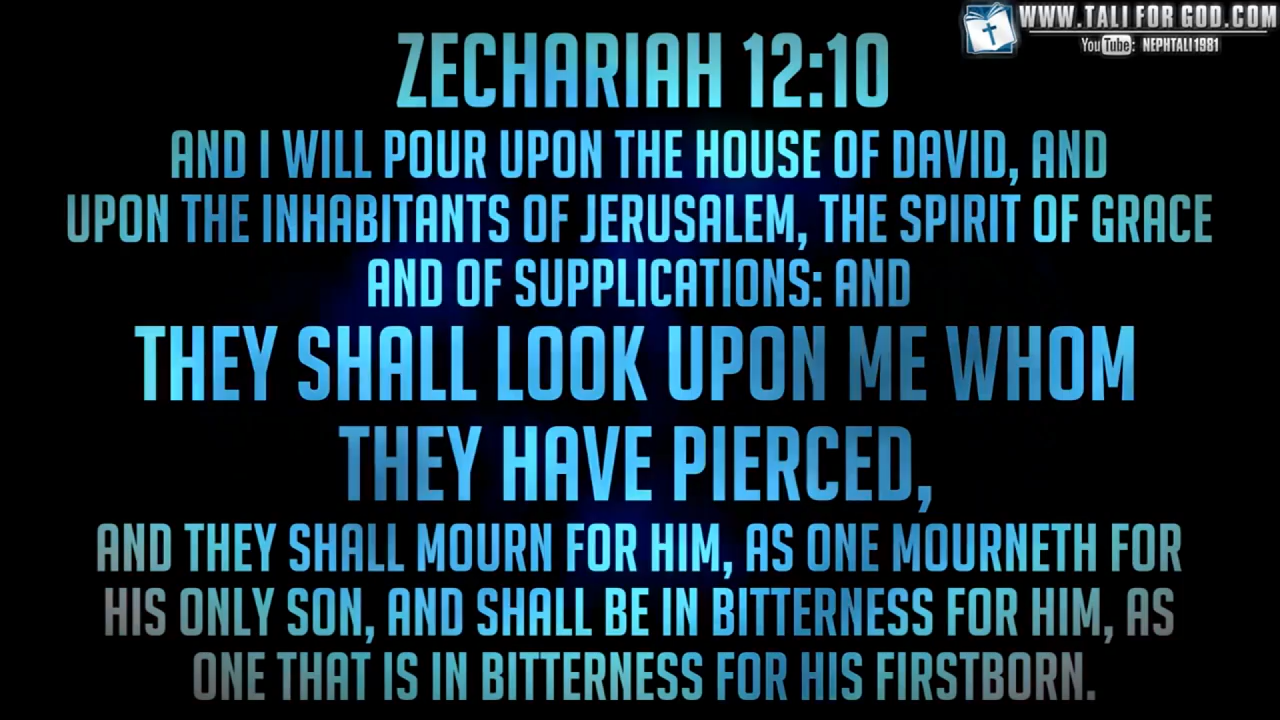 WWW.TALI FOR GOD.COM
YouTube: NEPHTALI1981
ZECHARIAH 12:10
AND I WILL POUR UPON THE HOUSE OF DAVID, AND
UPON THE INHABITANTS OF JERUSALEM, THE SPIRIT OF GRACE
AND OF SUPPLICATIONS: AND
THEY SHALL LOOK UPON ME WHOM
THEY HAVE PIERCED,
AND THEY SHALL MOURN FOR HIM, AS ONE MOURNETH FOR
HIS ONLY SON, AND SHALL BE IN BITTERNESS FOR HIM, AS
ONE THAT IS IN BITTERNESS FOR HIS FIRSTBORN.